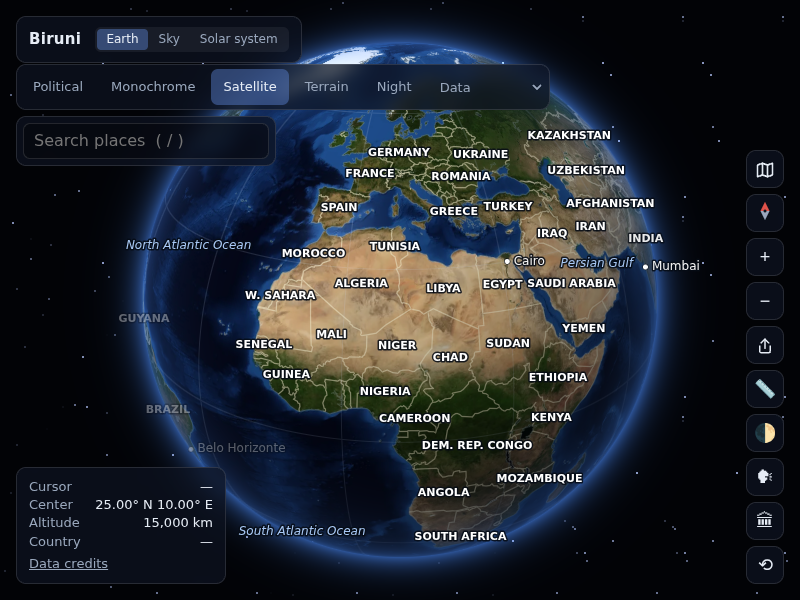 Biruni Earth Sky Solar system
Political Monochrome Satellite Terrain Night Data
Search places ( / )
KAZAKHSTAN
GERMANY UKRAINE
UZBEKISTAN
FRANCE ROMANIA
SPAIN GREECE TURKEY AFGHANISTAN
IRAQ IRAN
INDIA
North Atlantic Ocean MOROCCO TUNISIA
Cairo Persian Gulf Mumbai
W. SAHARA ALGERIA LIBYA EGYPT SAUDI ARABIA
GUYANA
MALI YEMEN
SENEGAL NIGER CHAD SUDAN
GUINEA NIGERIA ETHIOPIA
BRAZIL CAMEROON KENYA
Belo Horizonte DEM. REP. CONGO
MOZAMBIQUE
ANGOLA
South Atlantic Ocean SOUTH AFRICA
Cursor —
Center 25.00° N 10.00° E
Altitude 15,000 km
Country —
Data credits
+
−